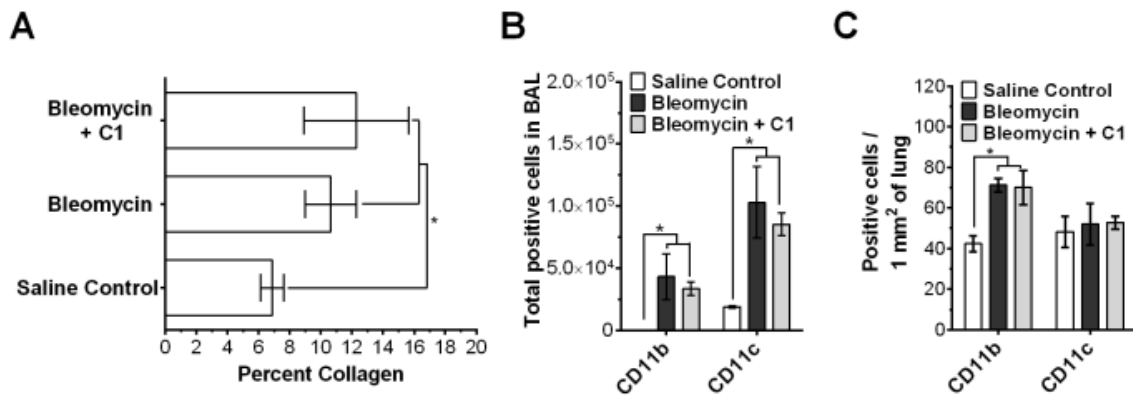 A
Bleomycin
+ C1
Bleomycin
Saline Control
*
0 2 4 6 8 10 12 14 16 18 20
Percent Collagen
B
Total positive cells in BAL
2.0×10⁵
1.5×10⁵
1.0×10⁵
5.0×10⁴
0
Saline Control
Bleomycin
Bleomycin + C1
*
*
CD11b
CD11c
C
Positive cells /
1 mm² of lung
120
100
80
60
40
20
0
Saline Control
Bleomycin
Bleomycin + C1
*
CD11b
CD11c